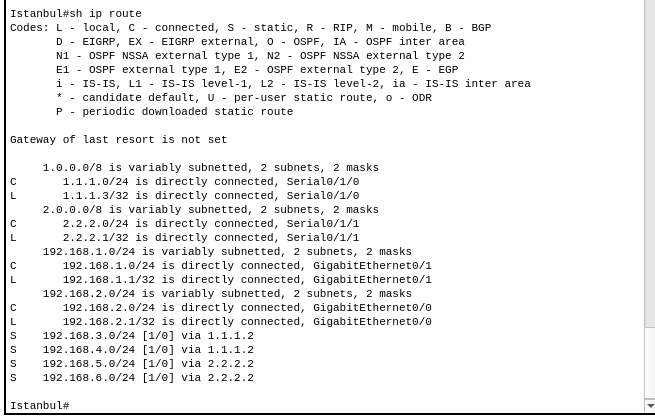 Istanbul#sh ip route
Codes: L - local, C - connected, S - static, R - RIP, M - mobile, B - BGP
       D - EIGRP, EX - EIGRP external, O - OSPF, IA - OSPF inter area
       N1 - OSPF NSSA external type 1, N2 - OSPF NSSA external type 2
       E1 - OSPF external type 1, E2 - OSPF external type 2, E - EGP
       i - IS-IS, L1 - IS-IS level-1, L2 - IS-IS level-2, ia - IS-IS inter area
       * - candidate default, U - per-user static route, o - ODR
       P - periodic downloaded static route

Gateway of last resort is not set

     1.0.0.0/8 is variably subnetted, 2 subnets, 2 masks
C       1.1.1.0/24 is directly connected, Serial0/1/0
L       1.1.1.3/32 is directly connected, Serial0/1/0
     2.0.0.0/8 is variably subnetted, 2 subnets, 2 masks
C       2.2.2.0/24 is directly connected, Serial0/1/1
L       2.2.2.1/32 is directly connected, Serial0/1/1
     192.168.1.0/24 is variably subnetted, 2 subnets, 2 masks
C       192.168.1.0/24 is directly connected, GigabitEthernet0/1
L       192.168.1.1/32 is directly connected, GigabitEthernet0/1
     192.168.2.0/24 is variably subnetted, 2 subnets, 2 masks
C       192.168.2.0/24 is directly connected, GigabitEthernet0/0
L       192.168.2.1/32 is directly connected, GigabitEthernet0/0
S    192.168.3.0/24 [1/0] via 1.1.1.2
S    192.168.4.0/24 [1/0] via 1.1.1.2
S    192.168.5.0/24 [1/0] via 2.2.2.2
S    192.168.6.0/24 [1/0] via 2.2.2.2

Istanbul#